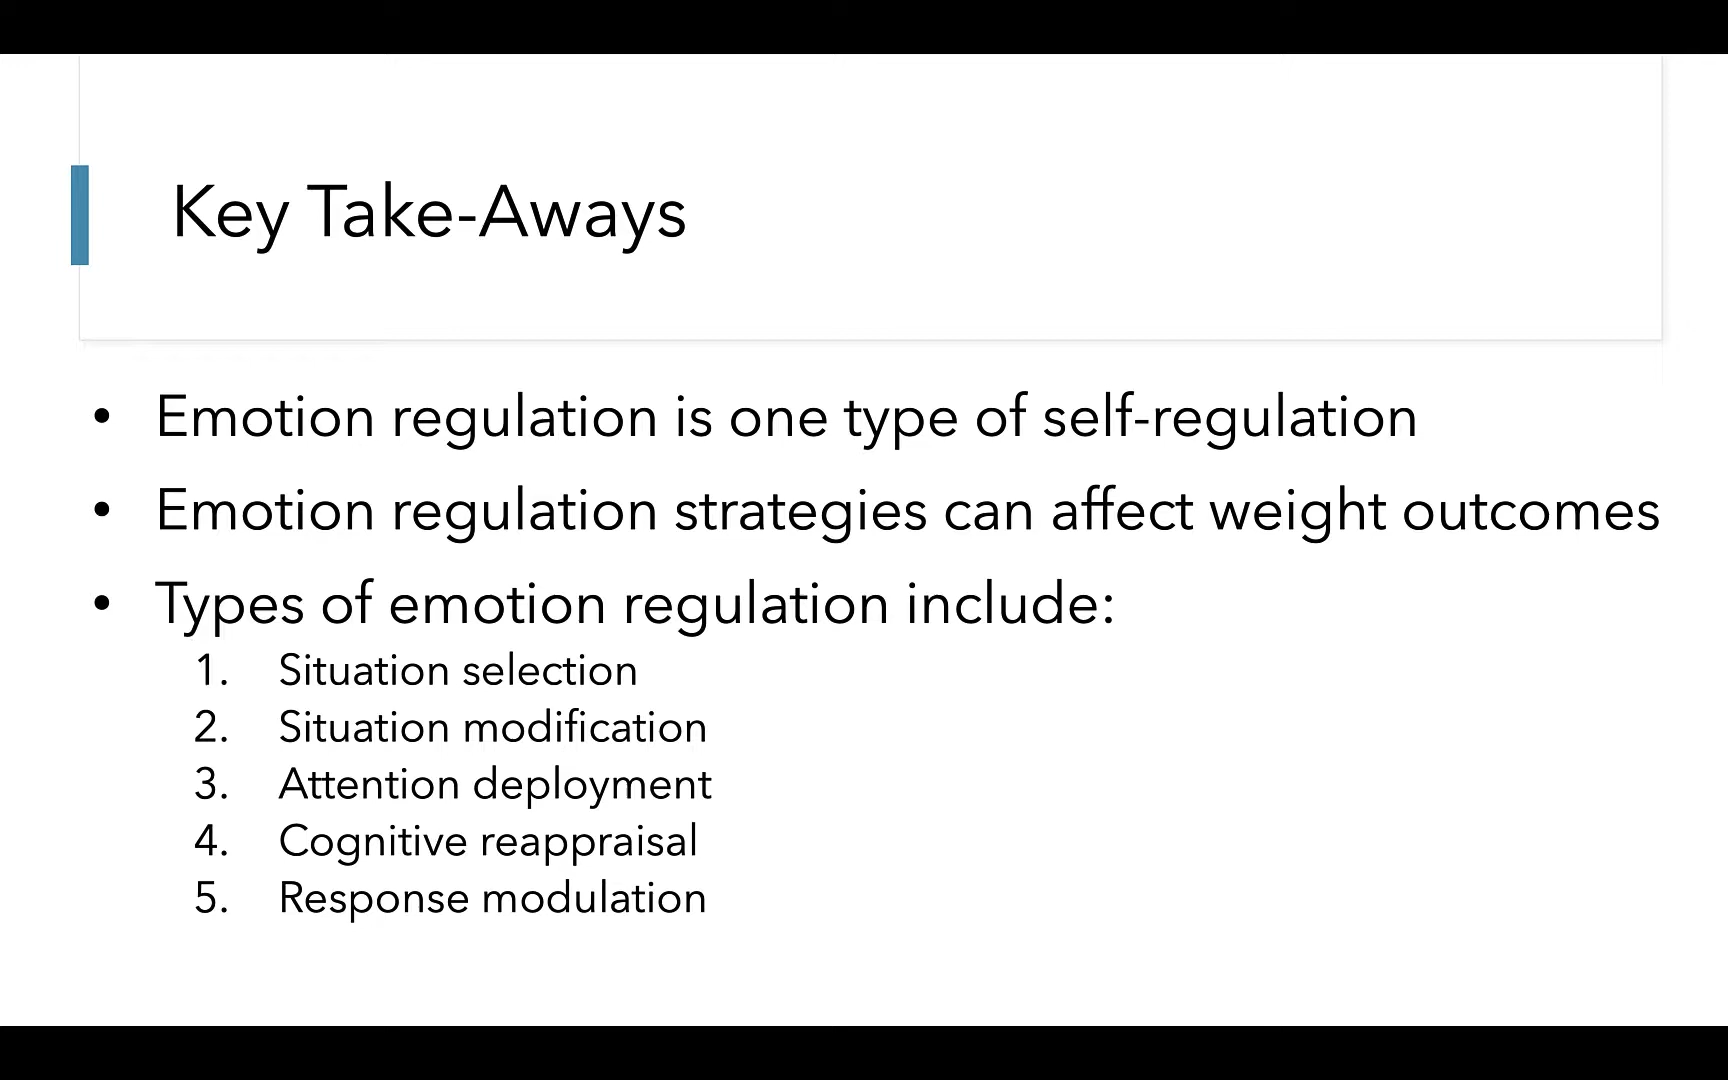 Key Take-Aways
• Emotion regulation is one type of self-regulation
• Emotion regulation strategies can affect weight outcomes
• Types of emotion regulation include:
1. Situation selection
2. Situation modification
3. Attention deployment
4. Cognitive reappraisal
5. Response modulation